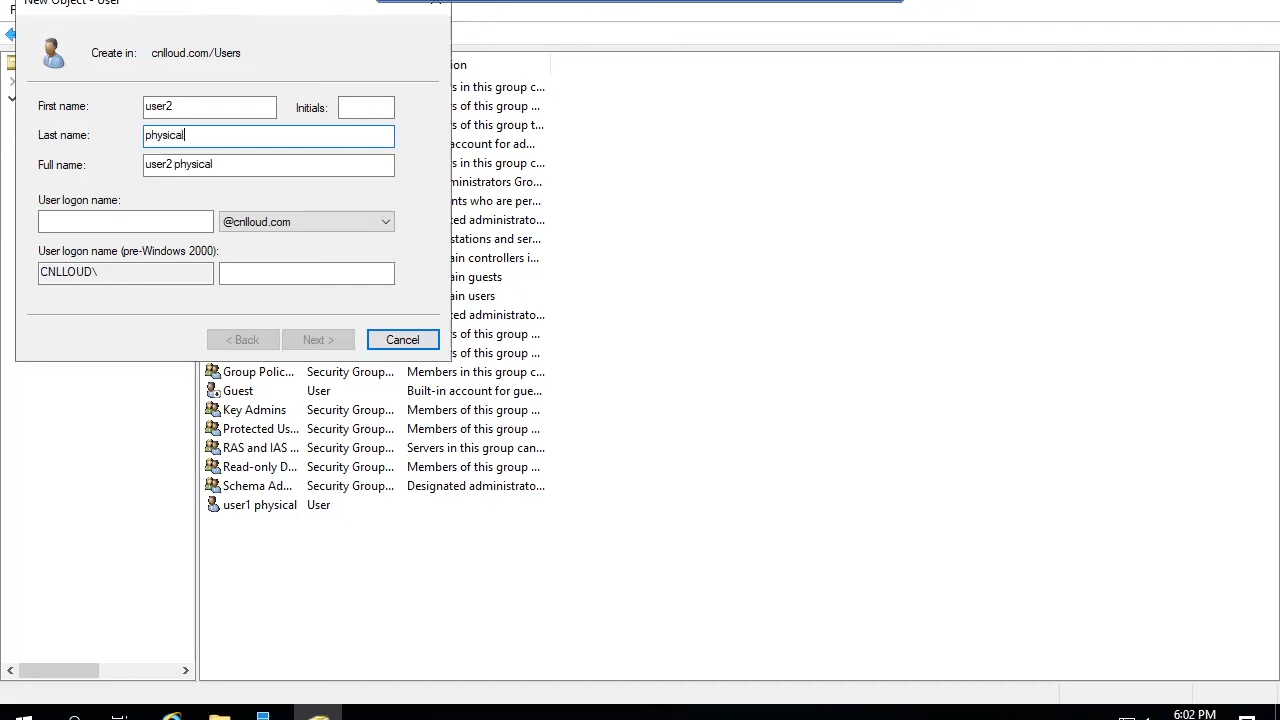 New Object - User
Create in: cnlloud.com/Users
First name: user2 Initials:
Last name: physical
Full name: user2 physical
User logon name:
@cnlloud.com
User logon name (pre-Windows 2000):
CNLLOUD\
< Back Next > Cancel
ion
s in this group c...
s of this group ...
s of this group t...
account for ad...
s in this group c...
ministrators Gro...
nts who are per...
ted administrato...
stations and ser...
ain controllers i...
ain guests
ain users
ted administrato...
s of this group ...
s of this group ...
Group Polic... Security Group... Members in this group c...
Guest User Built-in account for gue...
Key Admins Security Group... Members of this group ...
Protected Us... Security Group... Members of this group ...
RAS and IAS ... Security Group... Servers in this group can...
Read-only D... Security Group... Members of this group ...
Schema Ad... Security Group... Designated administrato...
user1 physical User
6:02 PM